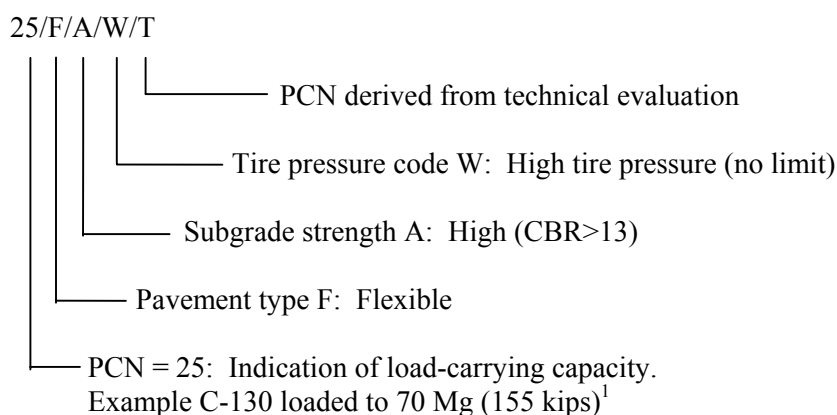 25/F/A/W/T
PCN derived from technical evaluation
Tire pressure code W: High tire pressure (no limit)
Subgrade strength A: High (CBR>13)
Pavement type F: Flexible
PCN = 25: Indication of load-carrying capacity.
Example C-130 loaded to 70 Mg (155 kips)1